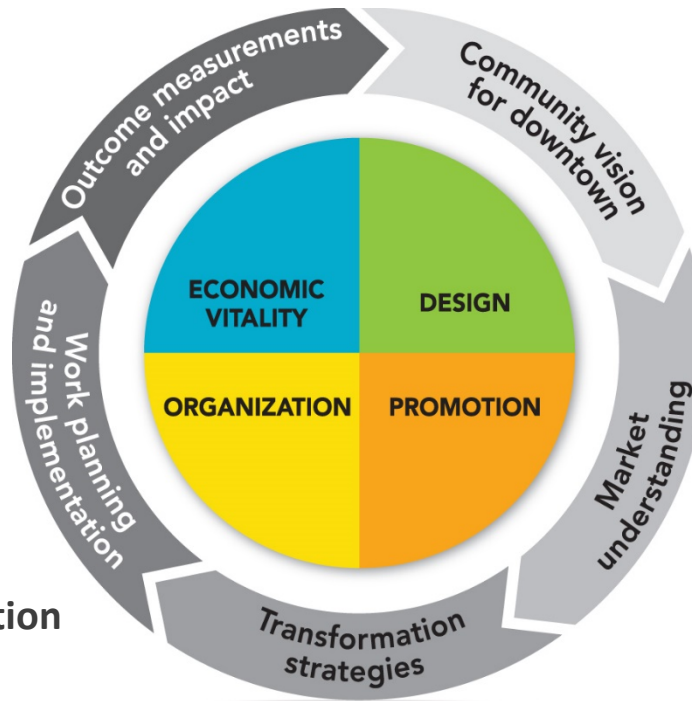 Outcome measurements
and impact
Community vision
for downtown
ECONOMIC
VITALITY
DESIGN
ORGANIZATION
PROMOTION
Work planning
and implementation
Market
understanding
Transformation
strategies